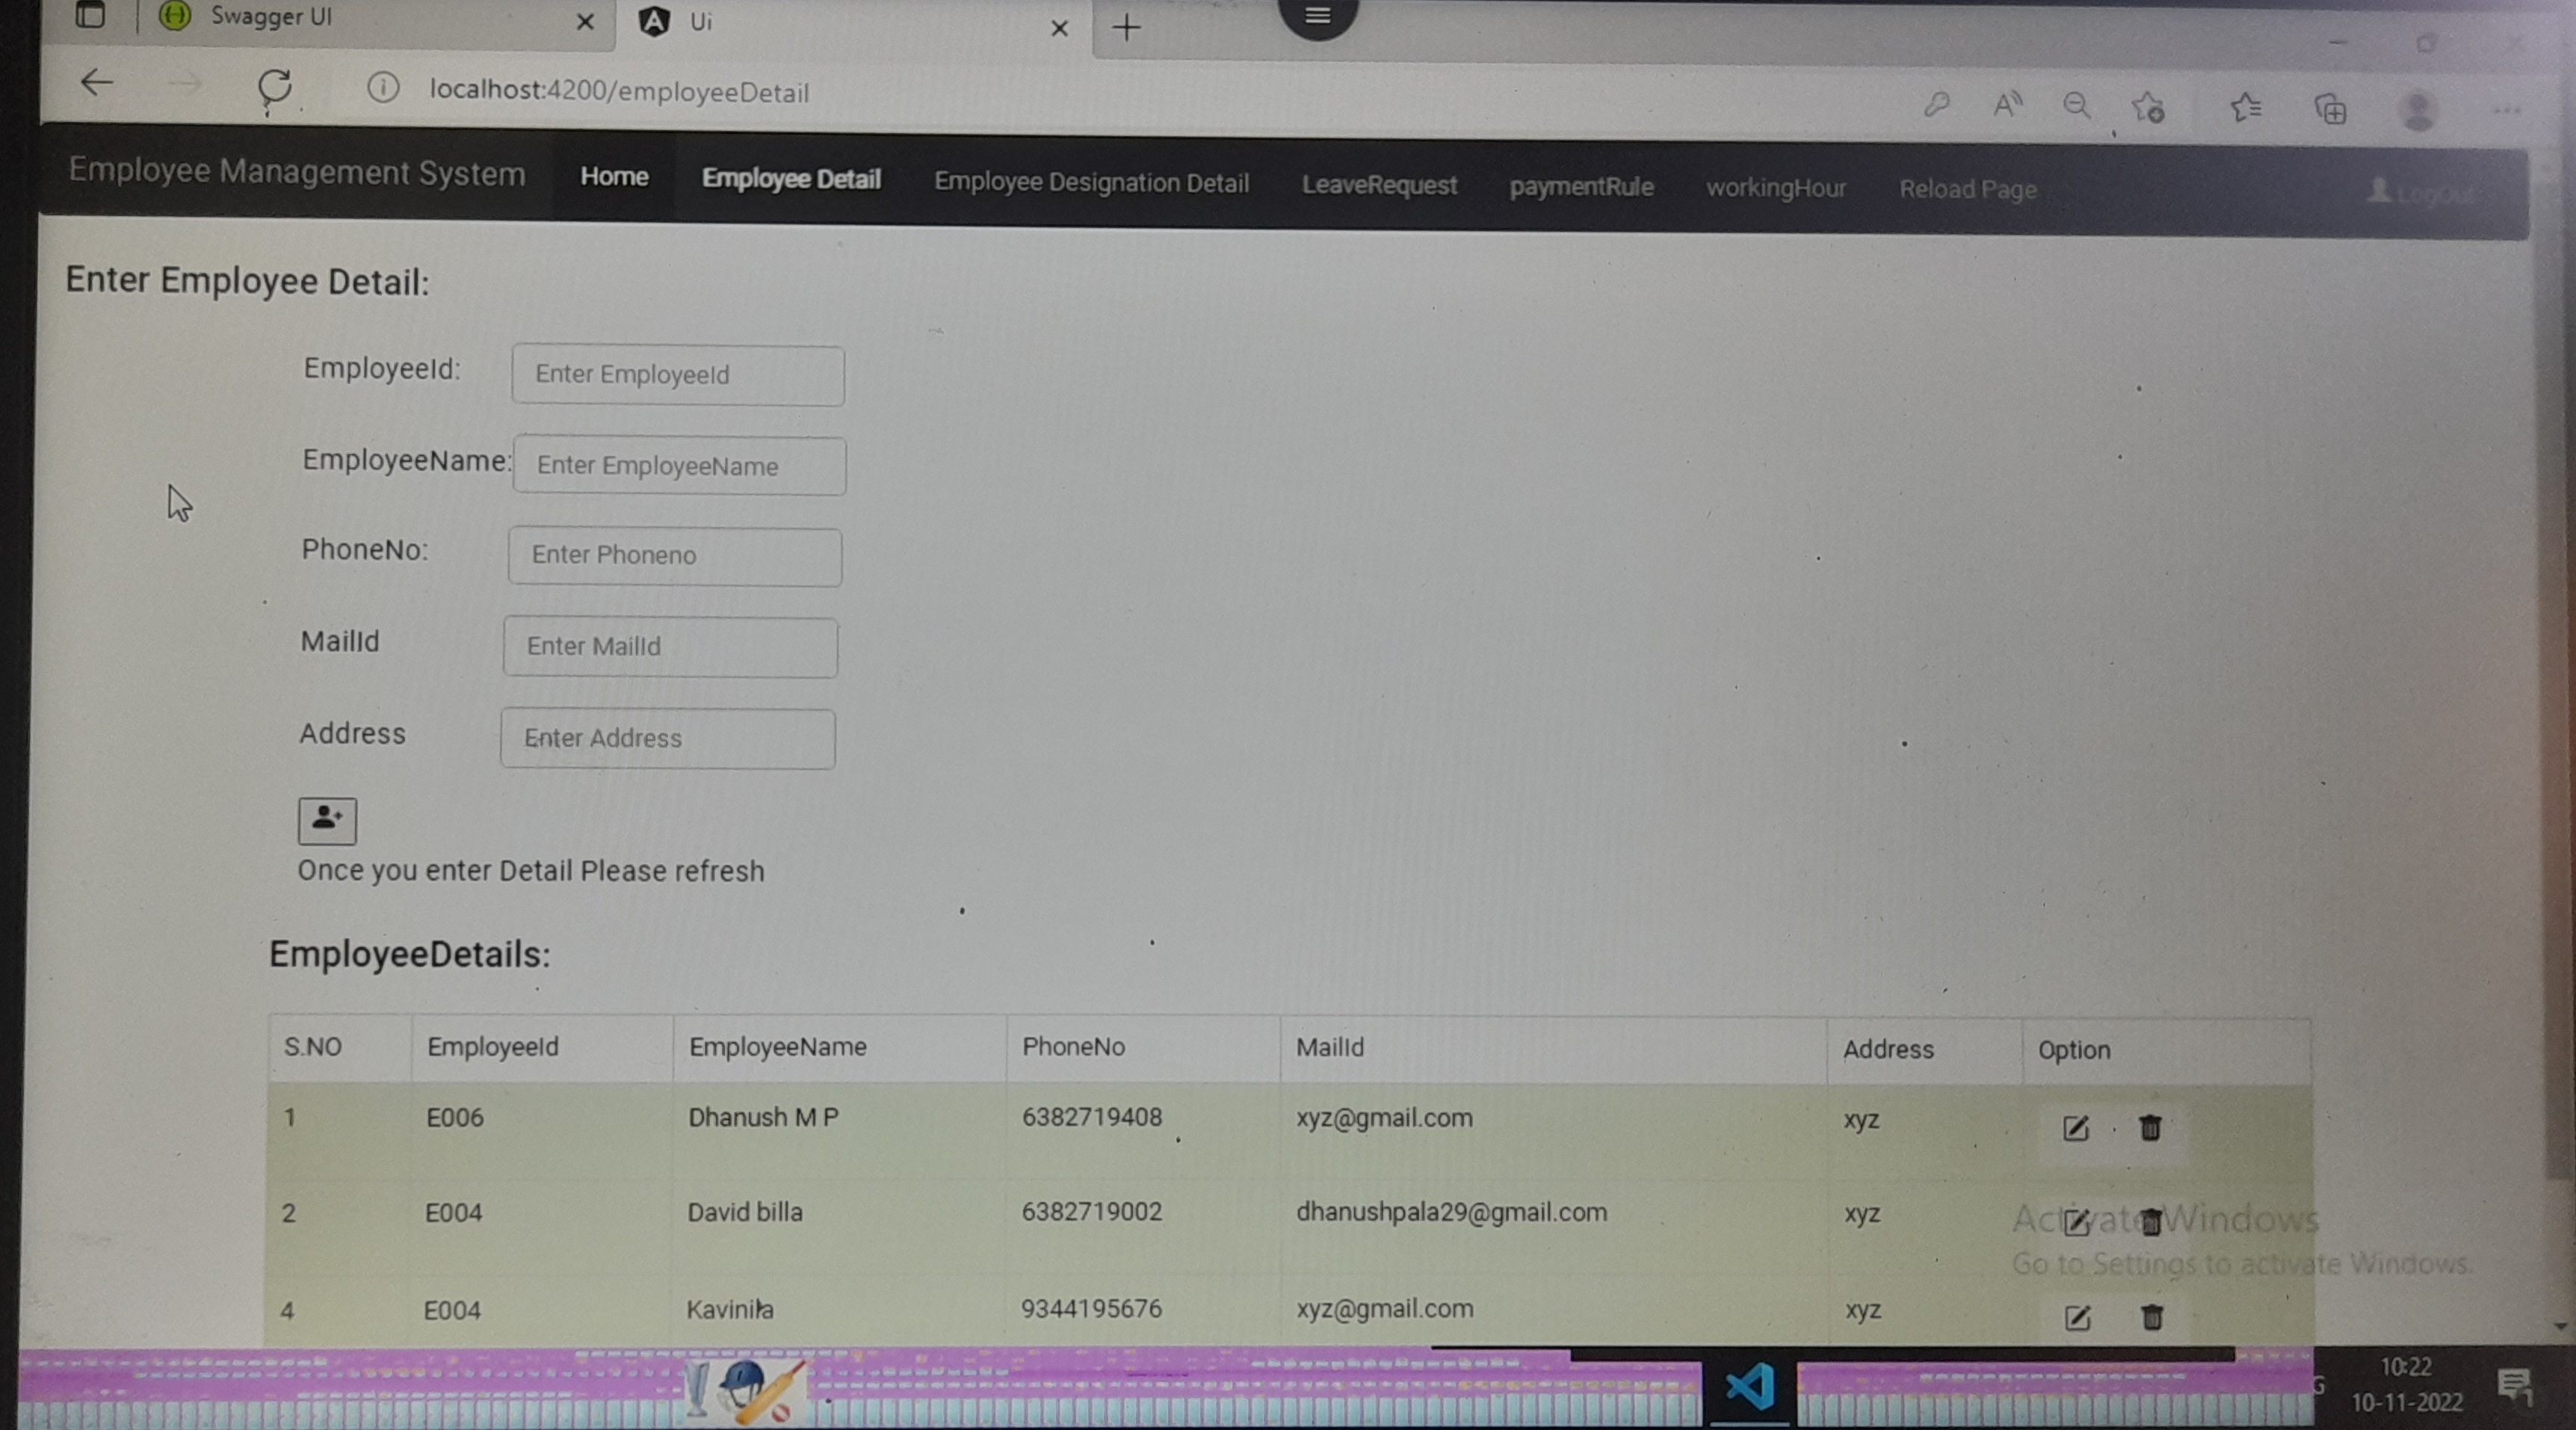 Swagger UI
Ui
localhost:4200/employeeDetail
Employee Management System Home Employee Detail Employee Designation Detail LeaveRequest paymentRule workingHour Reload Page LogOut
Enter Employee Detail:
EmployeeId: Enter EmployeeId
EmployeeName: Enter EmployeeName
PhoneNo: Enter Phoneno
MailId Enter MailId
Address Enter Address
Once you enter Detail Please refresh
EmployeeDetails:
S.NO EmployeeId EmployeeName PhoneNo MailId Address Option
1 E006 Dhanush M P 6382719408 xyz@gmail.com xyz
2 E004 David billa 6382719002 dhanushpala29@gmail.com xyz
Activate Windows
Go to Settings to activate Windows.
4 E004 Kavinila 9344195676 xyz@gmail.com xyz
G
10:22
10-11-2022
1